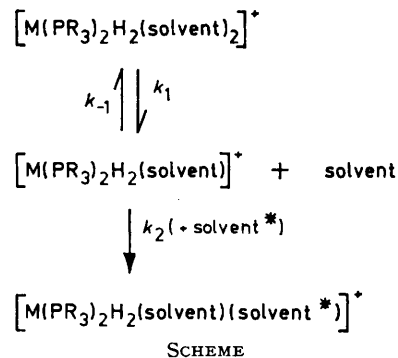 [M(PR₃)₂H₂(solvent)₂]⁺
k₋₁ k₁
[M(PR₃)₂H₂(solvent)]⁺ + solvent
k₂(+ solvent *)
[M(PR₃)₂H₂(solvent)(solvent *)]⁺
SCHEME